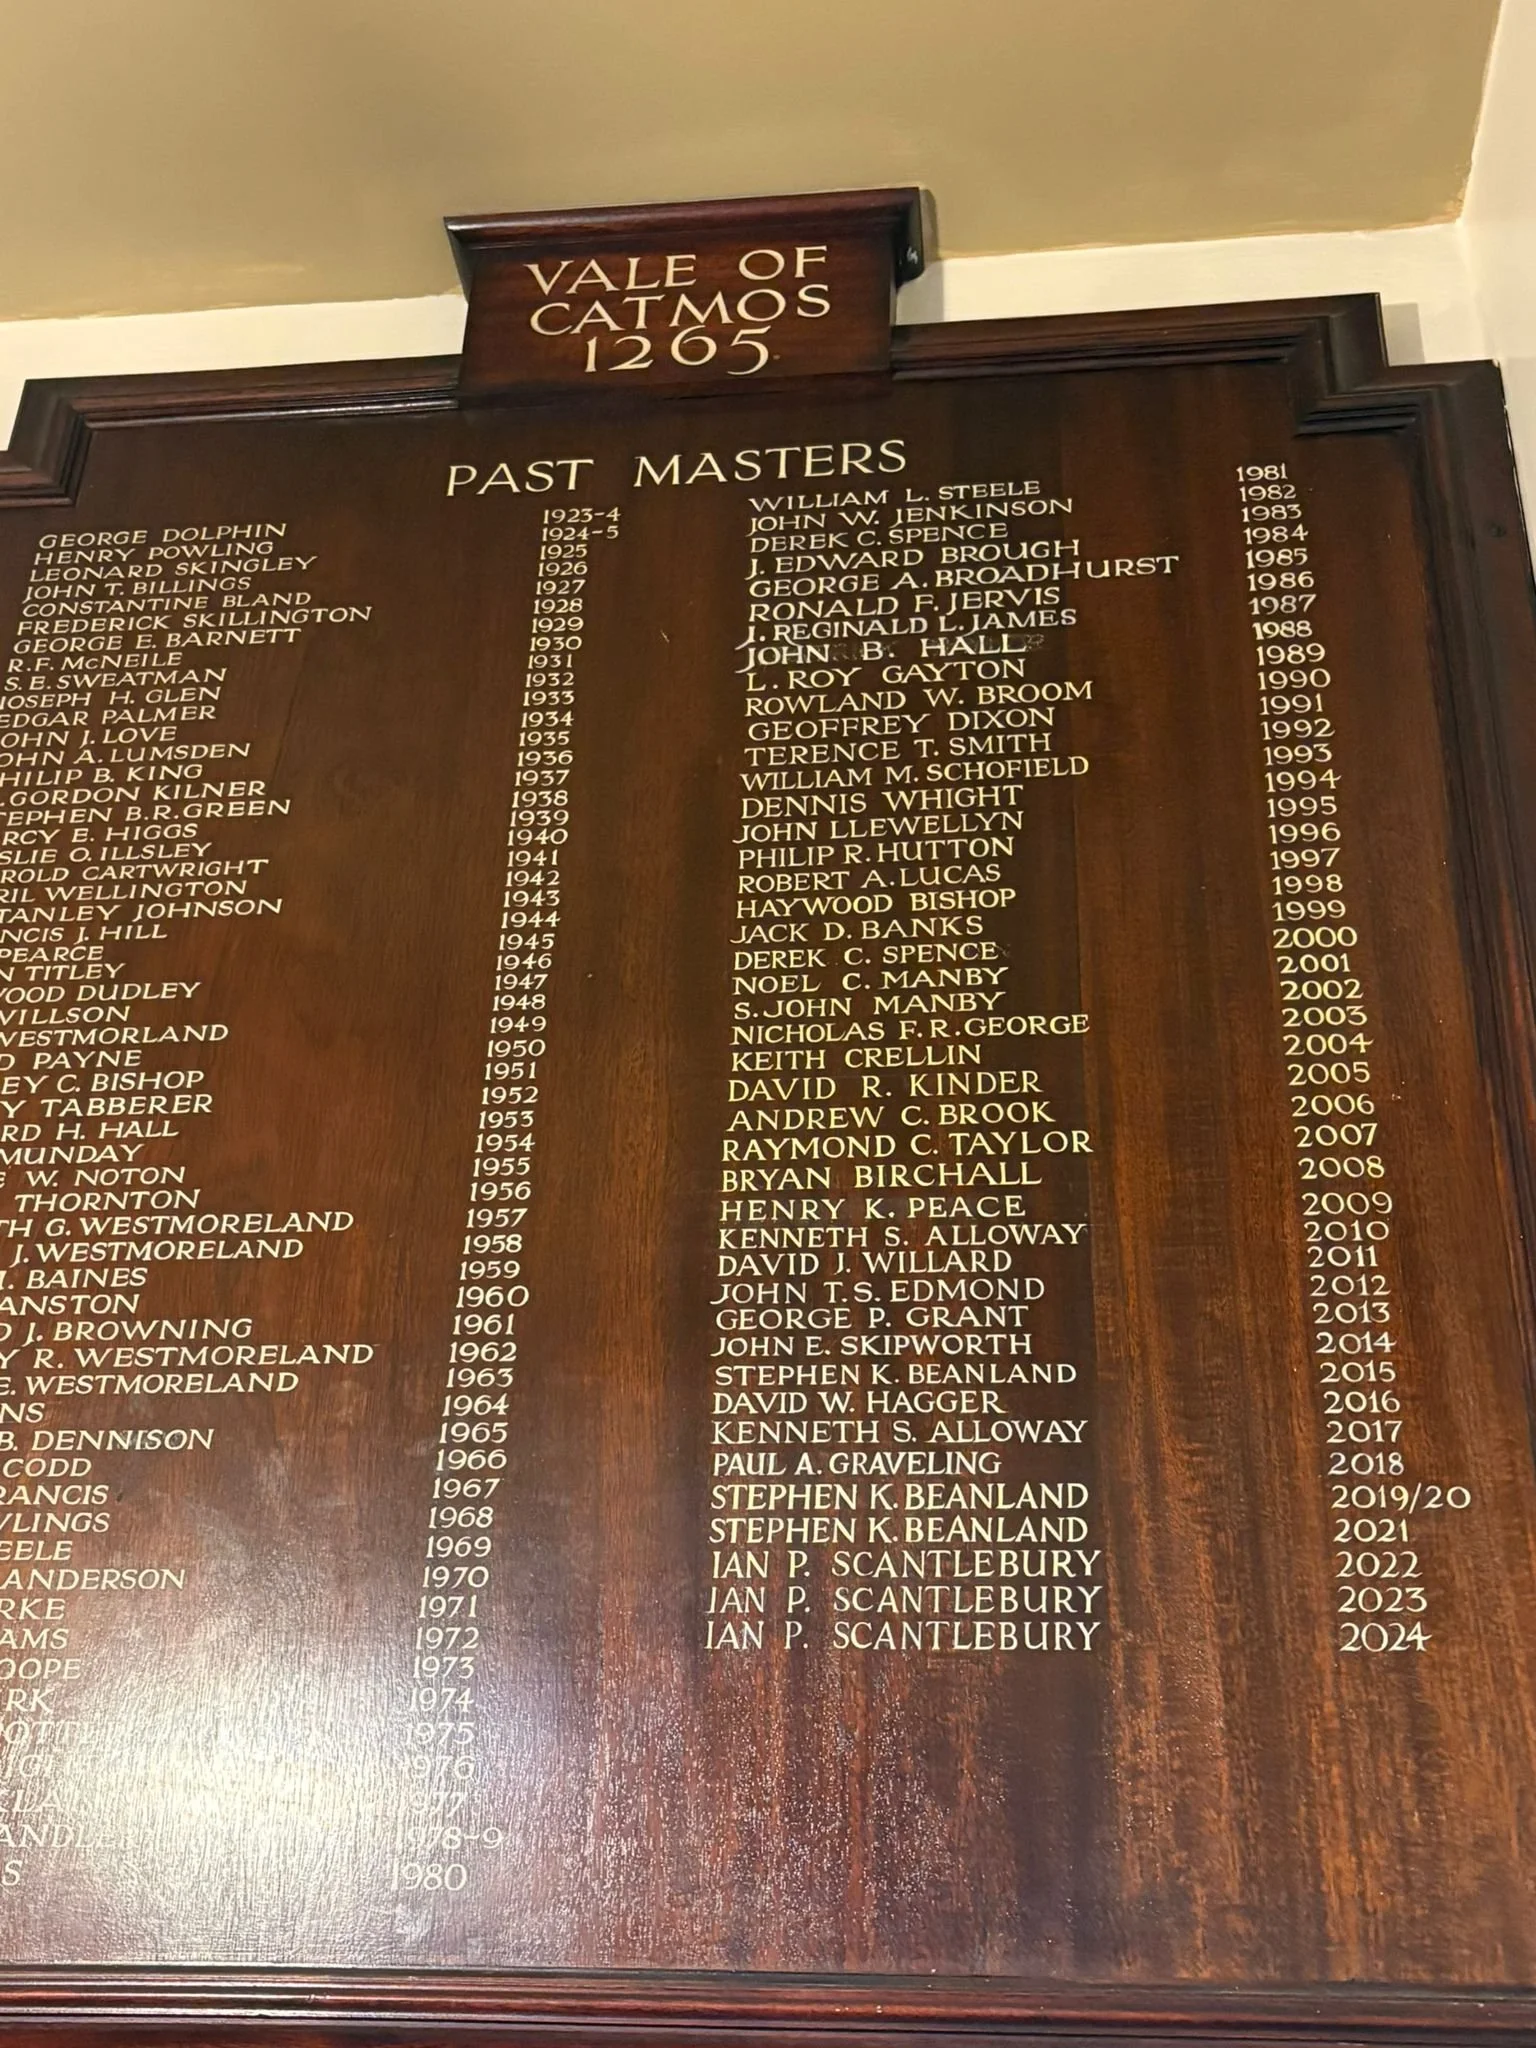 VALE OF
CATMOS
1265
PAST MASTERS
GEORGE DOLPHIN 1923-4
HENRY POWLING 1924-5
LEONARD SKINGLEY 1925
JOHN T. BILLINGS 1926
CONSTANTINE BLAND 1927
FREDERICK SKILLINGTON 1928
GEORGE E. BARNETT 1929
R.F. McNEILE 1930
S.E. SWEATMAN 1931
JOSEPH H. GLEN 1932
EDGAR PALMER 1933
OHN J. LOVE 1934
OHN A. LUMSDEN 1935
HILIP B. KING 1936
GORDON KILNER 1937
TEPHEN B.R. GREEN 1938
RCY E. HIGGS 1939
SLIE O. ILLSLEY 1940
ROLD CARTWRIGHT 1941
RIL WELLINGTON 1942
TANLEY JOHNSON 1943
NCIS J. HILL 1944
PEARCE 1945
N TITLEY 1946
WOOD DUDLEY 1947
WILLSON 1948
WESTMORLAND 1949
D PAYNE 1950
EY C. BISHOP 1951
Y TABBERER 1952
RD H. HALL 1953
MUNDAY 1954
E W. NOTON 1955
THORNTON 1956
TH G. WESTMORELAND 1957
J. WESTMORELAND 1958
BAINES 1959
ANSTON 1960
D J. BROWNING 1961
Y R. WESTMORELAND 1962
E. WESTMORELAND 1963
NS 1964
B. DENNISON 1965
CODD 1966
RANCIS 1967
WLINGS 1968
EELE 1969
ANDERSON 1970
RKE 1971
AMS 1972
OOPE 1973
RK 1974
1975
1976
1977
ANDLE 1978-9
S 1980
WILLIAM L. STEELE 1981
JOHN W. JENKINSON 1982
DEREK C. SPENCE 1983
J. EDWARD BROUGH 1984
GEORGE A. BROADHURST 1985
RONALD F. JERVIS 1986
J. REGINALD L. JAMES 1987
JOHN B. HALL 1988
L. ROY GAYTON 1989
ROWLAND W. BROOM 1990
GEOFFREY DIXON 1991
TERENCE T. SMITH 1992
WILLIAM M. SCHOFIELD 1993
DENNIS WHIGHT 1994
JOHN LLEWELLYN 1995
PHILIP R. HUTTON 1996
ROBERT A. LUCAS 1997
HAYWOOD BISHOP 1998
JACK D. BANKS 1999
DEREK C. SPENCE 2000
NOEL C. MANBY 2001
S. JOHN MANBY 2002
NICHOLAS F.R. GEORGE 2003
KEITH CRELLIN 2004
DAVID R. KINDER 2005
ANDREW C. BROOK 2006
RAYMOND C. TAYLOR 2007
BRYAN BIRCHALL 2008
HENRY K. PEACE 2009
KENNETH S. ALLOWAY 2010
DAVID J. WILLARD 2011
JOHN T.S. EDMOND 2012
GEORGE P. GRANT 2013
JOHN E. SKIPWORTH 2014
STEPHEN K. BEANLAND 2015
DAVID W. HAGGER 2016
KENNETH S. ALLOWAY 2017
PAUL A. GRAVELING 2018
STEPHEN K. BEANLAND 2019/20
STEPHEN K. BEANLAND 2021
IAN P. SCANTLEBURY 2022
IAN P. SCANTLEBURY 2023
IAN P. SCANTLEBURY 2024